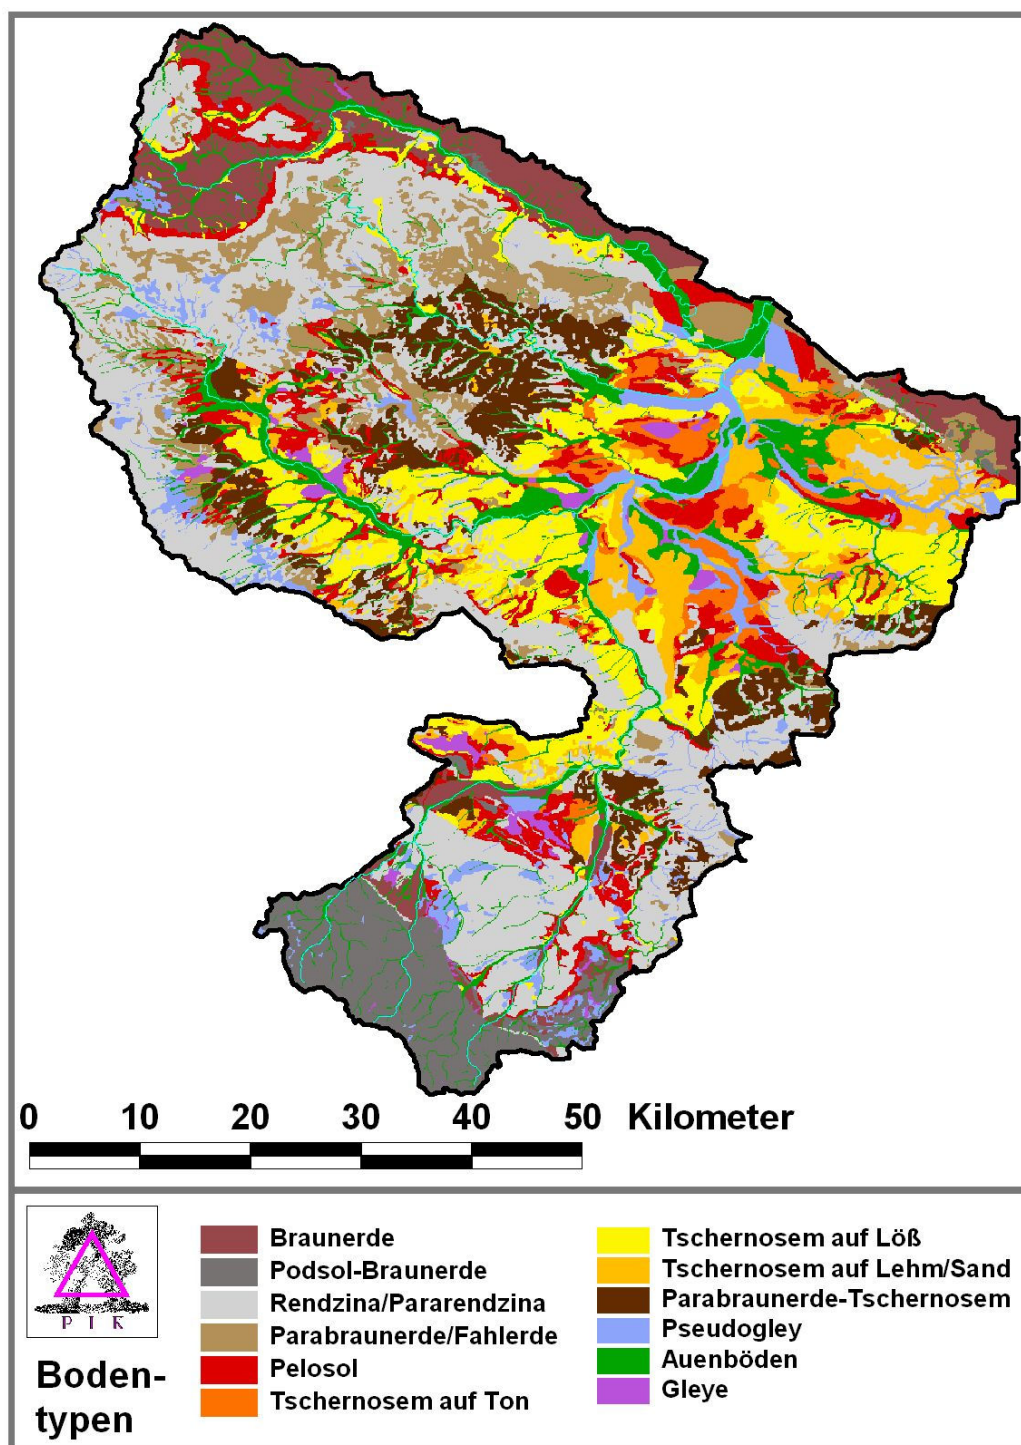 0 10 20 30 40 50 Kilometer
P I K
Boden-
typen
Braunerde
Podsol-Braunerde
Rendzina/Pararendzina
Parabraunerde/Fahlerde
Pelosol
Tschernosem auf Ton
Tschernosem auf Löß
Tschernosem auf Lehm/Sand
Parabraunerde-Tschernosem
Pseudogley
Auenböden
Gleye